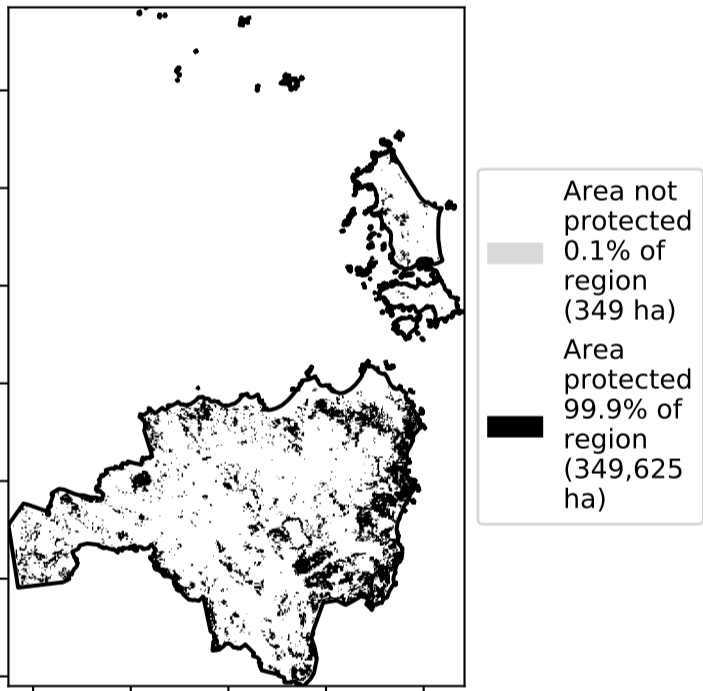 Area not
protected
0.1% of
region
(349 ha)
Area
protected
99.9% of
region
(349,625
ha)